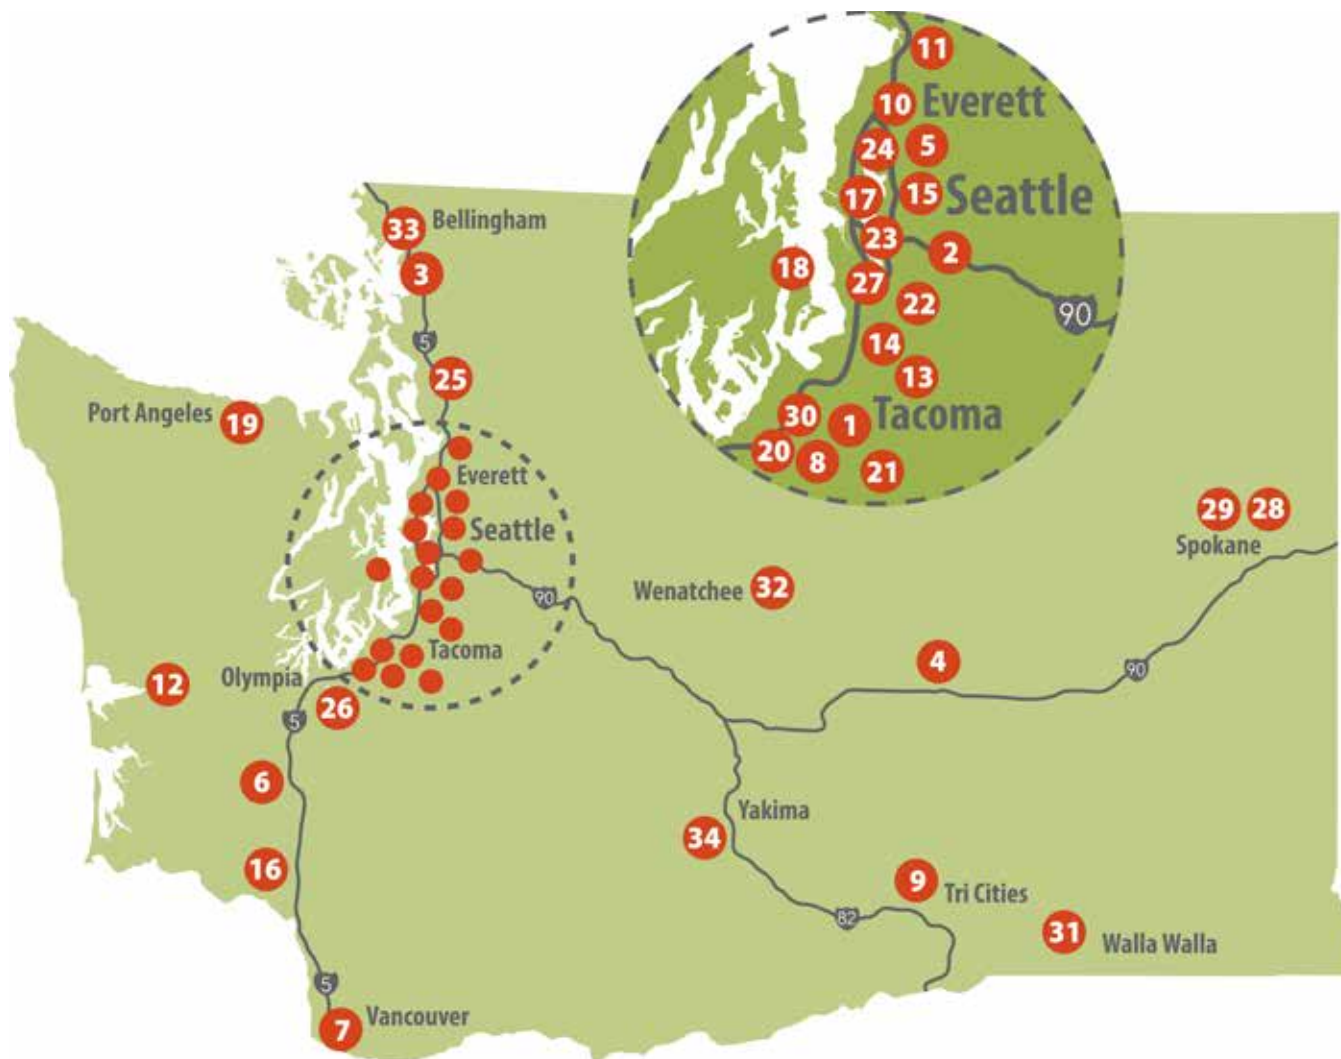 11
10 Everett
24 5
17 15 Seattle
23 2
18 27
22
90
14
13
30 1 Tacoma
20 8 21
33 Bellingham
3
5
25
Port Angeles 19
Everett
Seattle
29 28
Spokane
Wenatchee 32
90
Tacoma
Olympia
4
90
12
26
5
6
Yakima
34
16
9 Tri Cities
82
31 Walla Walla
5
7 Vancouver